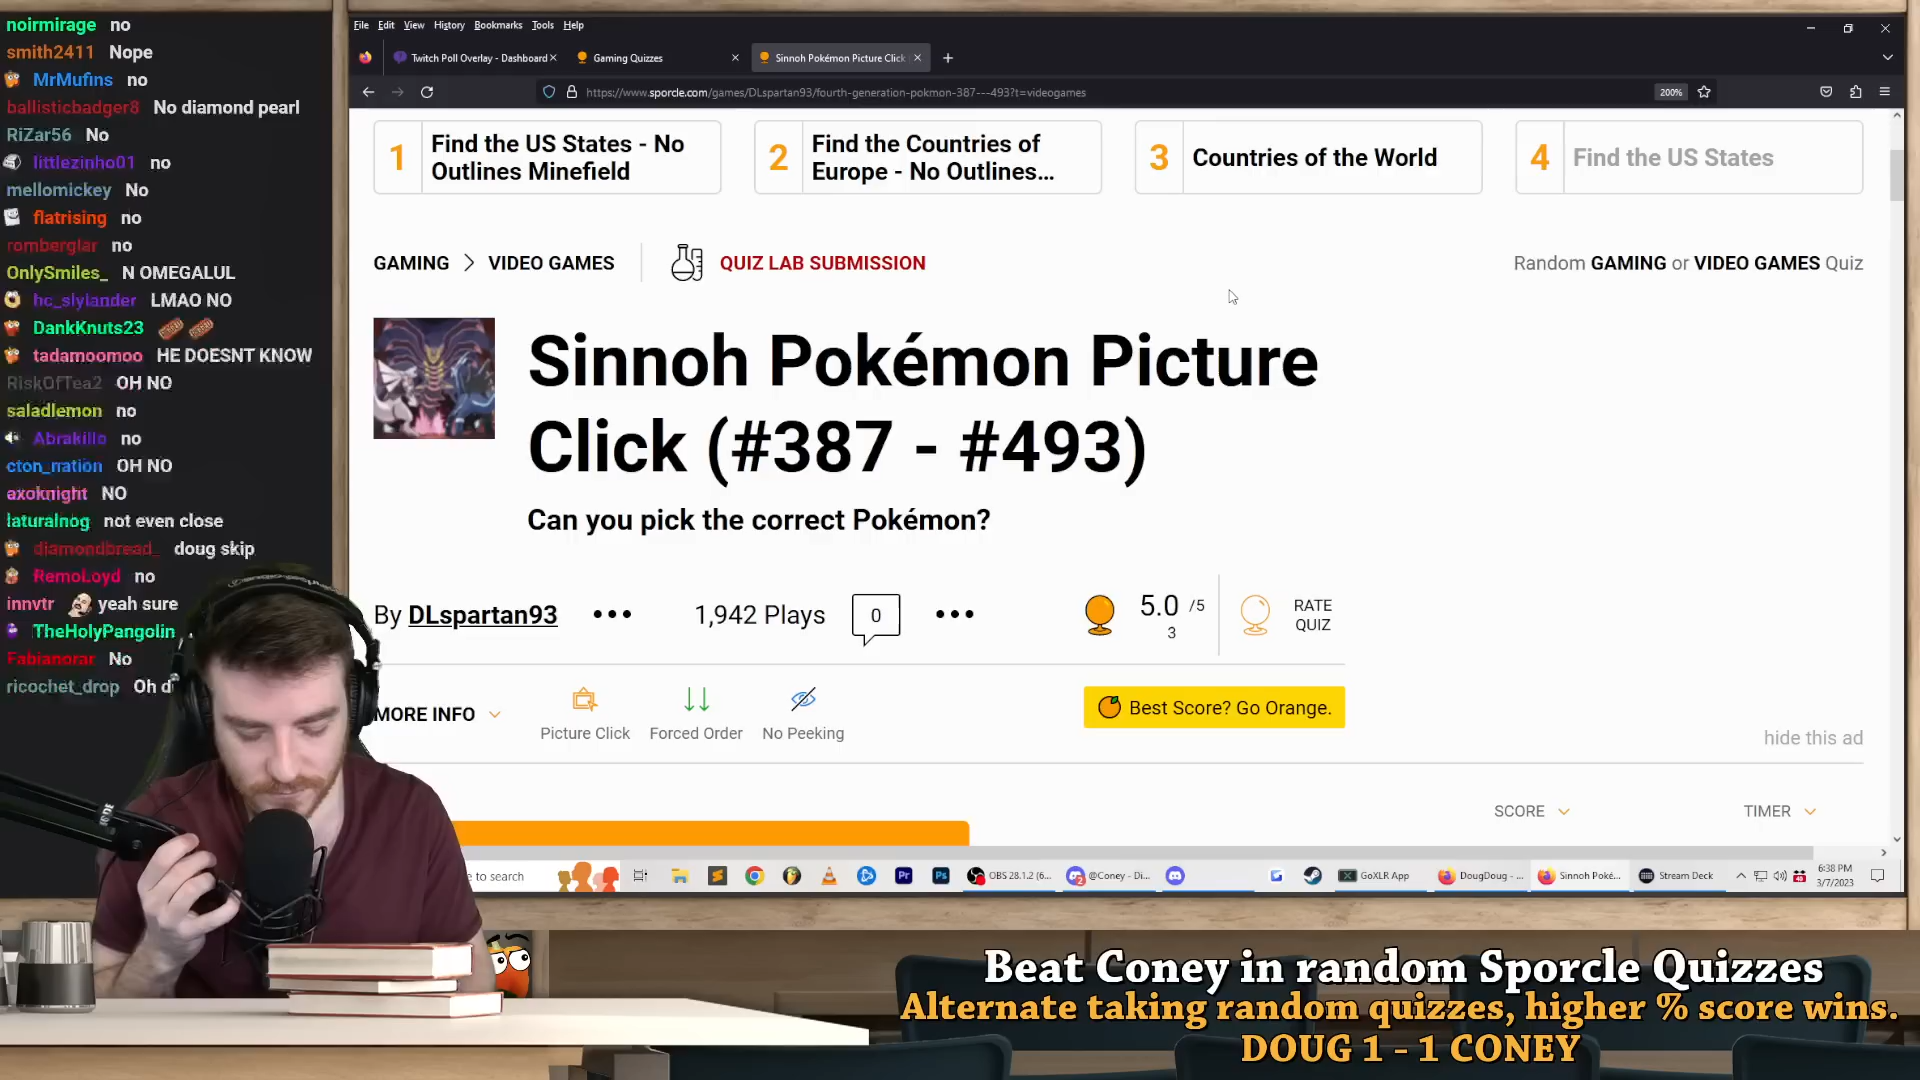 noirmirage no
smith2411 Nope
MrMufins no
ballisticbadger8 No diamond pearl
RiZar56 No
littlezinho01 no
mellomickey No
flatrising no
romberglar no
OnlySmiles_ N OMEGALUL
hc_slylander LMAO NO
DankKnuts23
tadamoomoo HE DOESNT KNOW
RiskOfTea2 OH NO
saladlemon no
Abrakillo no
cton_nation OH NO
axoknight NO
laturalnog not even close
diamondbread_ doug skip
RemoLoyd no
innvtr yeah sure
TheHolyPangolin
Fabianorar No
ricochet_drop Oh d
File Edit View History Bookmarks Tools Help
Twitch Poll Overlay - Dashboard
Gaming Quizzes
Sinnoh Pokémon Picture Click
https://www.sporcle.com/games/DLspartan93/fourth-generation-pokmon-387---493?t=videogames
200%
1 Find the US States - No Outlines Minefield
2 Find the Countries of Europe - No Outlines...
3 Countries of the World
4 Find the US States
GAMING > VIDEO GAMES
QUIZ LAB SUBMISSION
Random GAMING or VIDEO GAMES Quiz
Sinnoh Pokémon Picture
Click (#387 - #493)
Can you pick the correct Pokémon?
By DLspartan93
1,942 Plays
0
5.0 /5
3
RATE QUIZ
MORE INFO
Picture Click
Forced Order
No Peeking
Best Score? Go Orange.
hide this ad
SCORE
TIMER
e to search
Pr
Ps
OBS 28.1.2 (6...
@Coney - Di...
GoXLR App
DougDoug - ...
Sinnoh Poké...
Stream Deck
6:38 PM
3/7/2023
Beat Coney in random Sporcle Quizzes
Alternate taking random quizzes, higher % score wins.
DOUG 1 - 1 CONEY